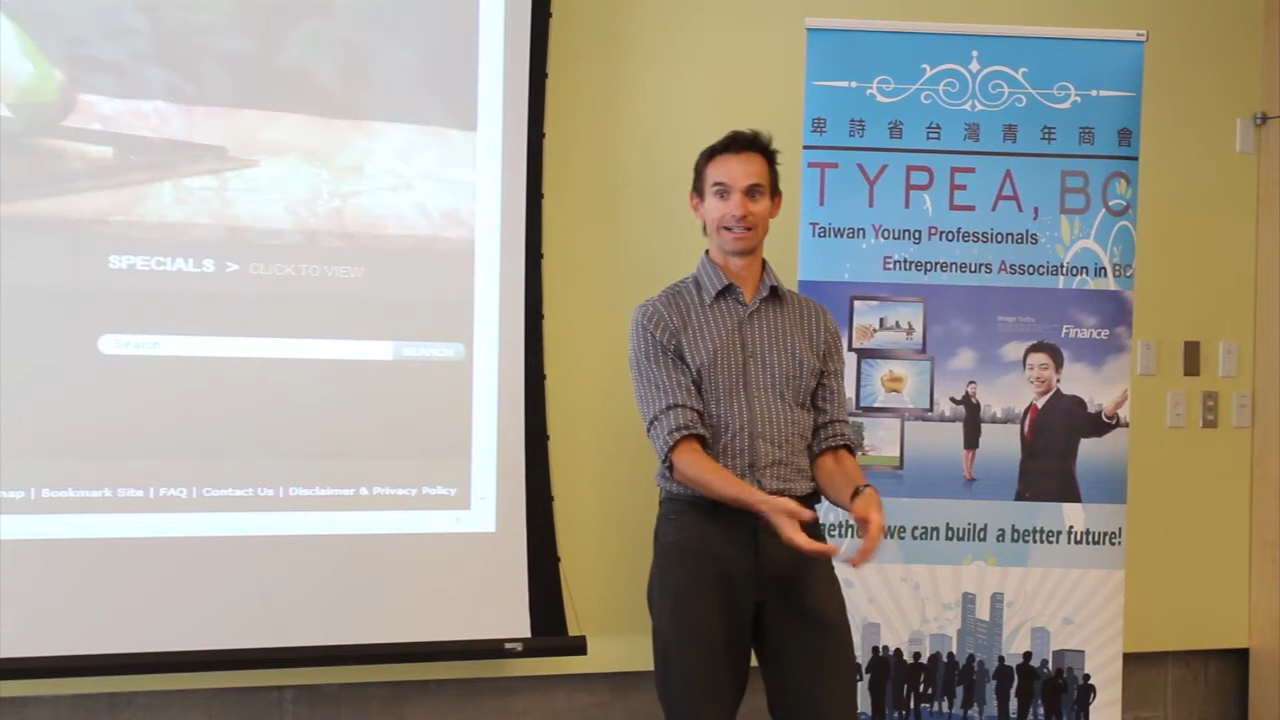 SPECIALS > CLICK TO VIEW
Search
SEARCH
| Bookmark Site | FAQ | Contact Us | Disclaimer & Privacy Policy
卑詩省台灣青年商會
TYPEA, BC
Taiwan Young Professionals
Entrepreneurs Association in BC
Finance
we can build a better future!